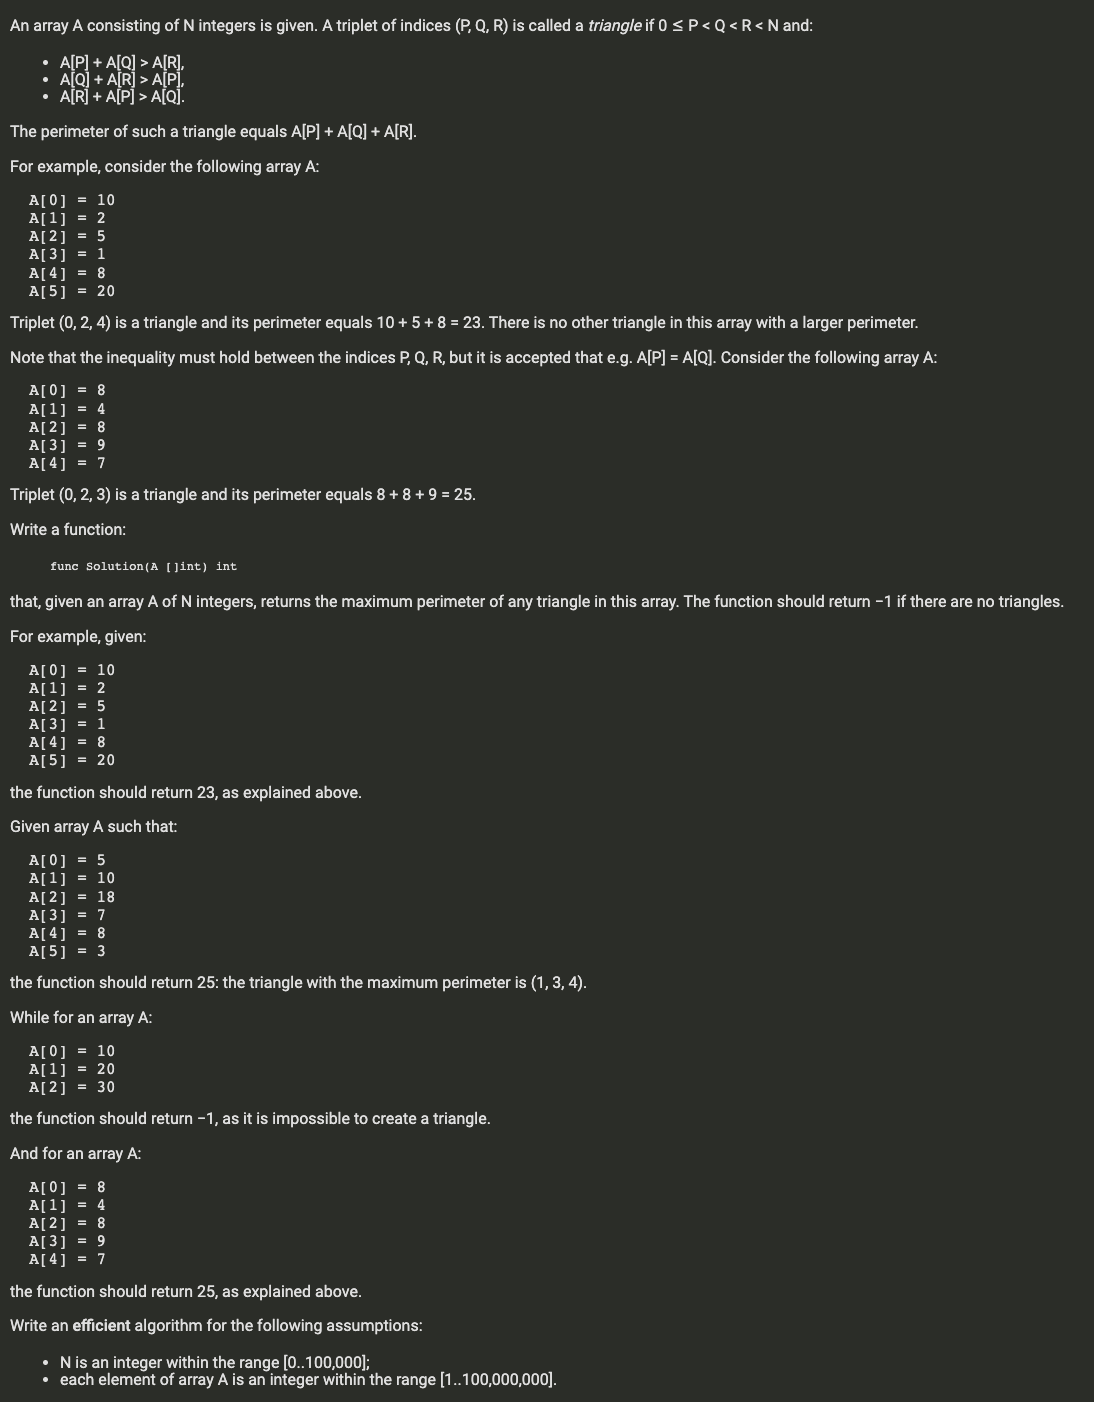 An array A consisting of N integers is given. A triplet of indices (P, Q, R) is called a triangle if 0 ≤ P < Q < R < N and:
• A[P] + A[Q] > A[R],
• A[Q] + A[R] > A[P],
• A[R] + A[P] > A[Q].
The perimeter of such a triangle equals A[P] + A[Q] + A[R].
For example, consider the following array A:
A[0] = 10
A[1] = 2
A[2] = 5
A[3] = 1
A[4] = 8
A[5] = 20
Triplet (0, 2, 4) is a triangle and its perimeter equals 10 + 5 + 8 = 23. There is no other triangle in this array with a larger perimeter.
Note that the inequality must hold between the indices P, Q, R, but it is accepted that e.g. A[P] = A[Q]. Consider the following array A:
A[0] = 8
A[1] = 4
A[2] = 8
A[3] = 9
A[4] = 7
Triplet (0, 2, 3) is a triangle and its perimeter equals 8 + 8 + 9 = 25.
Write a function:
func Solution(A []int) int
that, given an array A of N integers, returns the maximum perimeter of any triangle in this array. The function should return −1 if there are no triangles.
For example, given:
A[0] = 10
A[1] = 2
A[2] = 5
A[3] = 1
A[4] = 8
A[5] = 20
the function should return 23, as explained above.
Given array A such that:
A[0] = 5
A[1] = 10
A[2] = 18
A[3] = 7
A[4] = 8
A[5] = 3
the function should return 25: the triangle with the maximum perimeter is (1, 3, 4).
While for an array A:
A[0] = 10
A[1] = 20
A[2] = 30
the function should return −1, as it is impossible to create a triangle.
And for an array A:
A[0] = 8
A[1] = 4
A[2] = 8
A[3] = 9
A[4] = 7
the function should return 25, as explained above.
Write an efficient algorithm for the following assumptions:
• N is an integer within the range [0..100,000];
• each element of array A is an integer within the range [1..100,000,000].